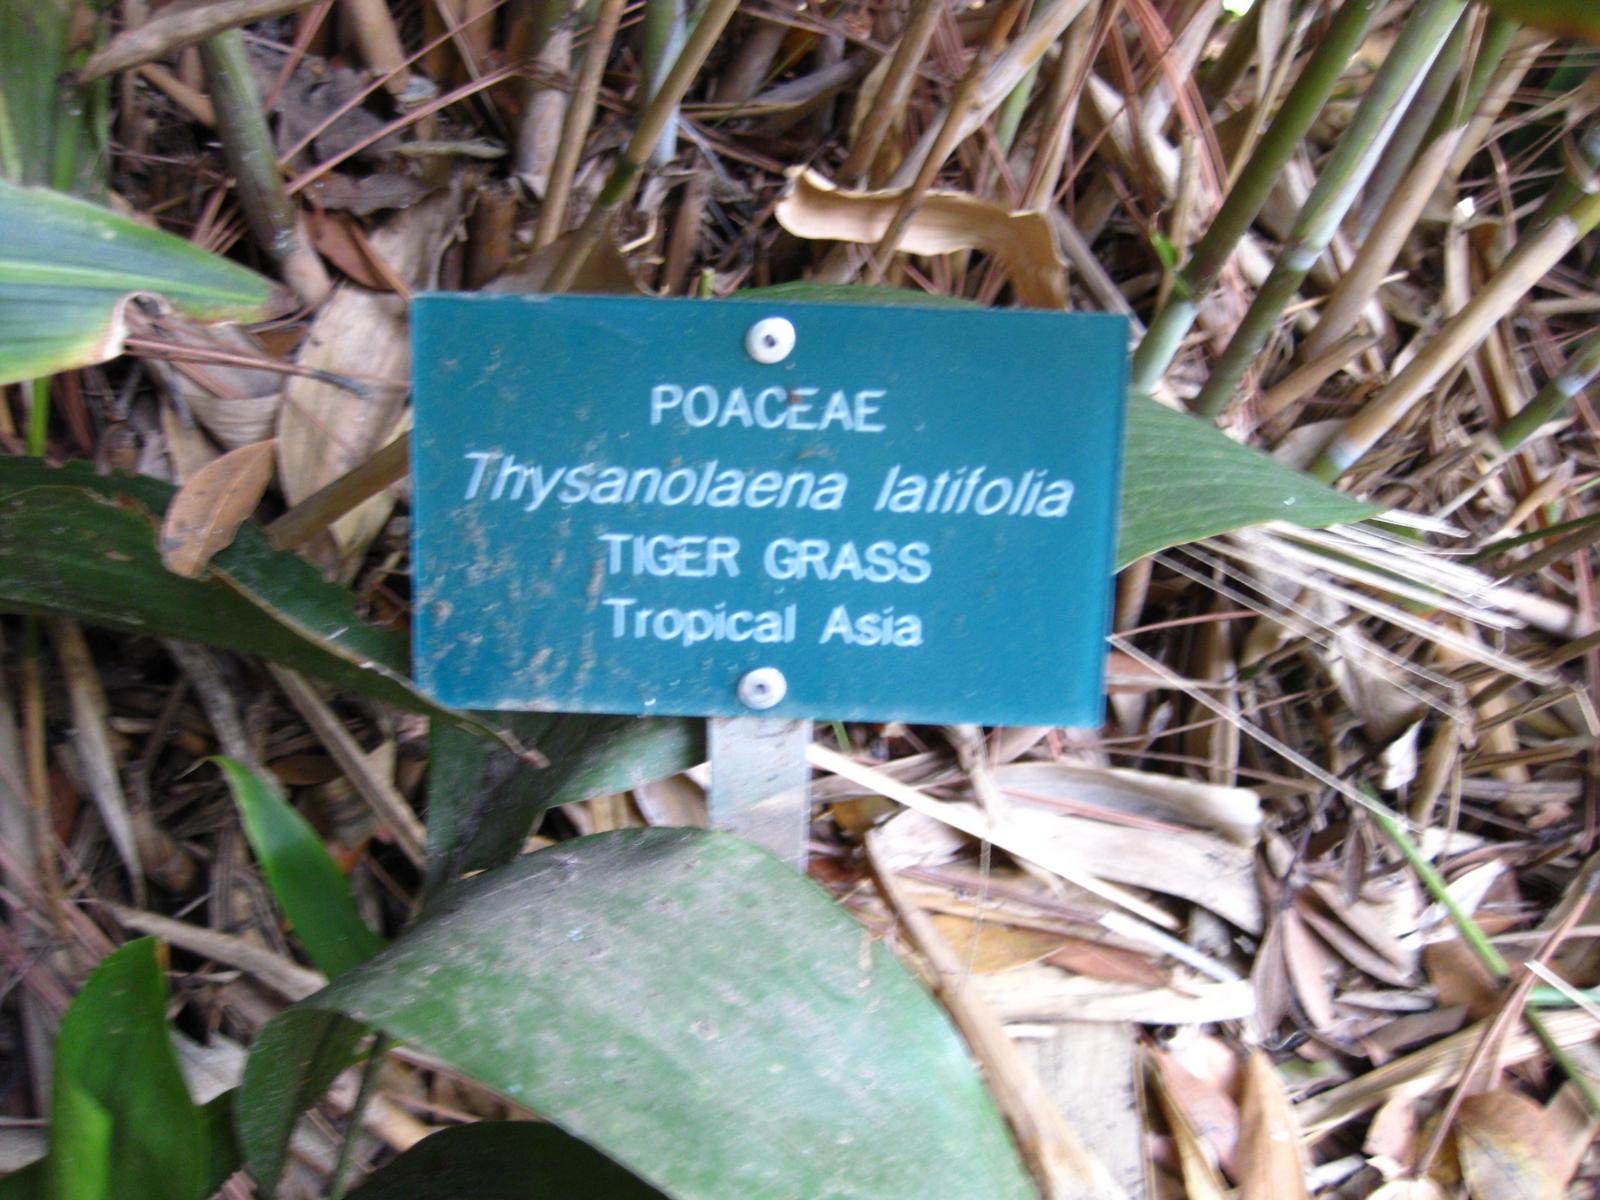 POACEAE
Thysanolaena latifolia
TIGER GRASS
Tropical Asia